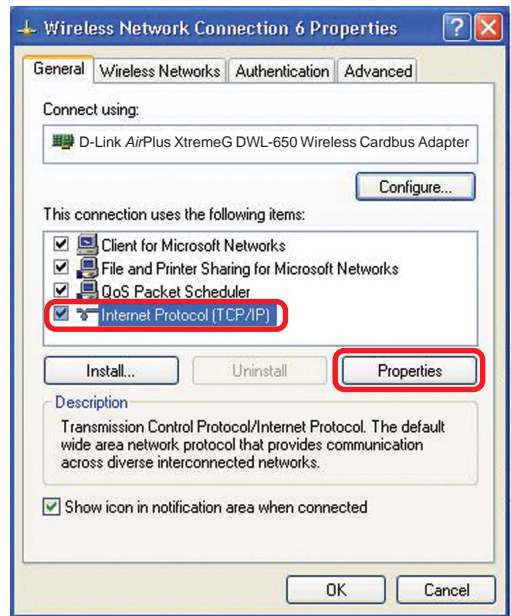 Wireless Network Connection 6 Properties
General Wireless Networks Authentication Advanced
Connect using:
D-Link AirPlus XtremeG DWL-650 Wireless Cardbus Adapter
Configure...
This connection uses the following items:
Client for Microsoft Networks
File and Printer Sharing for Microsoft Networks
QoS Packet Scheduler
Internet Protocol (TCP/IP)
Install... Uninstall Properties
Description
Transmission Control Protocol/Internet Protocol. The default
wide area network protocol that provides communication
across diverse interconnected networks.
Show icon in notification area when connected
OK Cancel